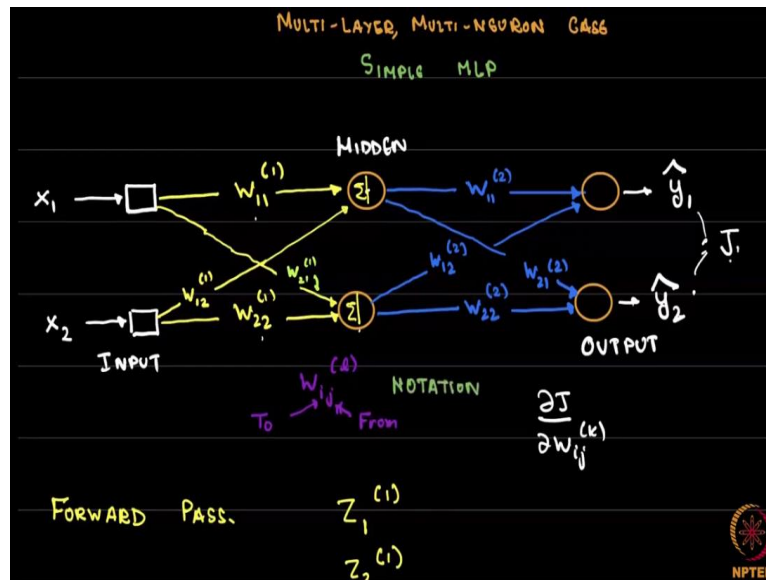 MULTI-LAYER, MULTI-NEURON CASE
SIMPLE MLP
HIDDEN
x₁ W₁₁⁽¹⁾ Σ| W₁₁⁽²⁾ ŷ₁
J
W₁₂⁽¹⁾ W₂₁⁽¹⁾ W₁₂⁽²⁾ W₂₁⁽²⁾
x₂ W₂₂⁽¹⁾ Σ| W₂₂⁽²⁾ ŷ₂
INPUT OUTPUT
Wᵢⱼ⁽ˡ⁾ NOTATION
To From
∂J
∂Wᵢⱼ⁽ᵏ⁾
FORWARD PASS. Z₁⁽¹⁾
Z₂⁽¹⁾
NPTEL